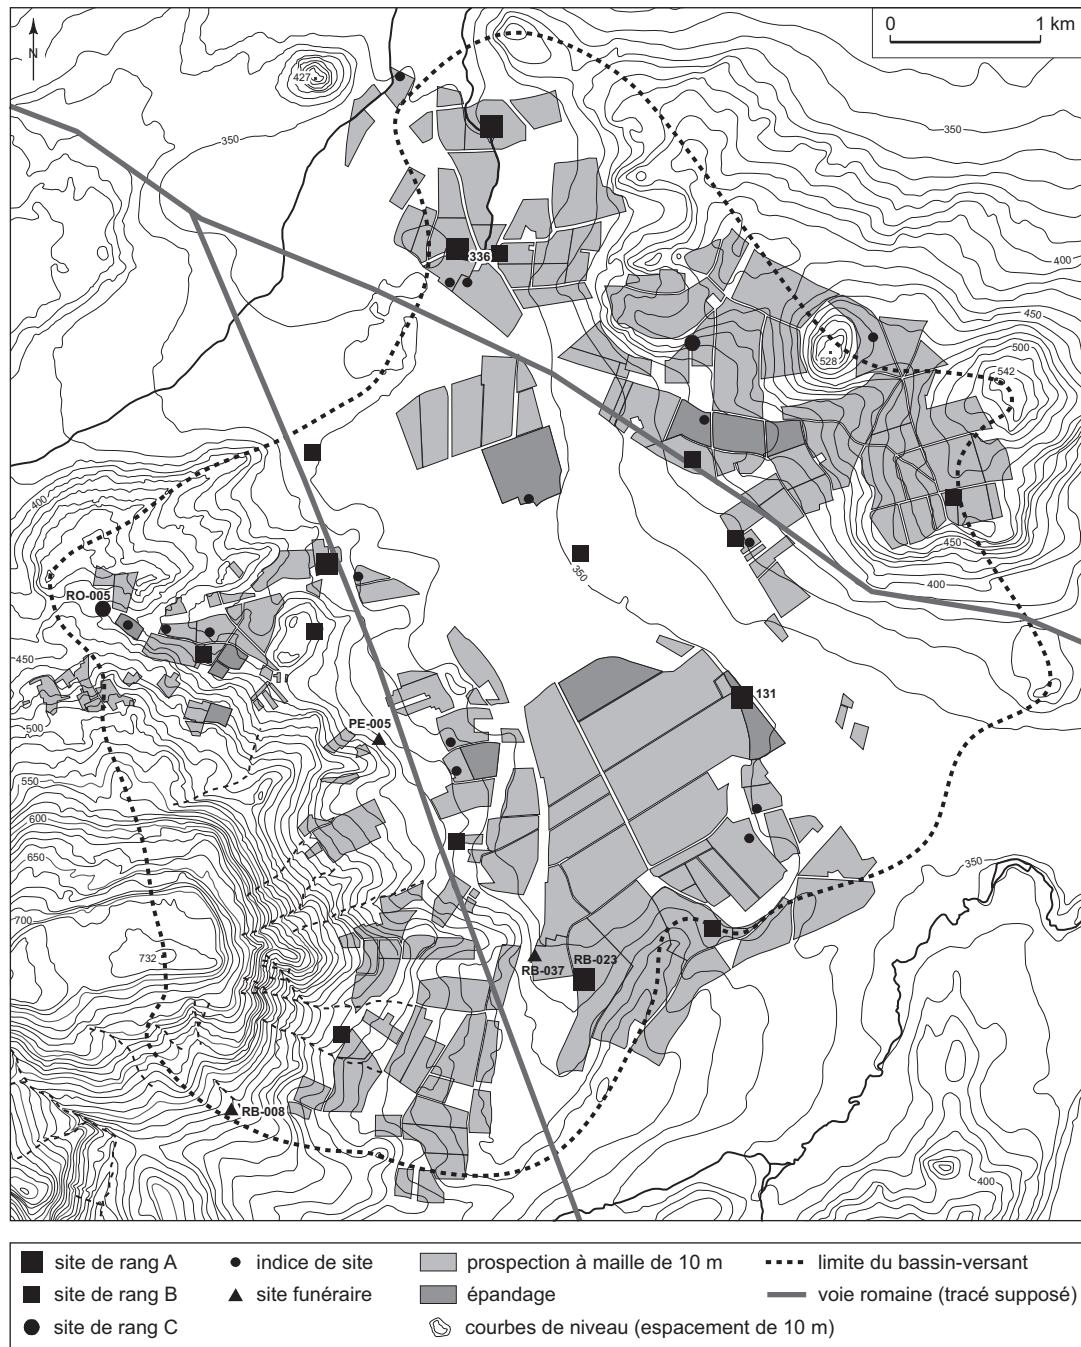 0 1 km
N
427
350
350
336
400
450
500
528
542
400
350
450
400
RO-005
450
131
500
PE-005
550
600
650
350
700
732
RB-023
RB-037
RB-008
400
site de rang A
indice de site
prospection à maille de 10 m
limite du bassin-versant
site de rang B
site funéraire
épandage
voie romaine (tracé supposé)
site de rang C
courbes de niveau (espacement de 10 m)